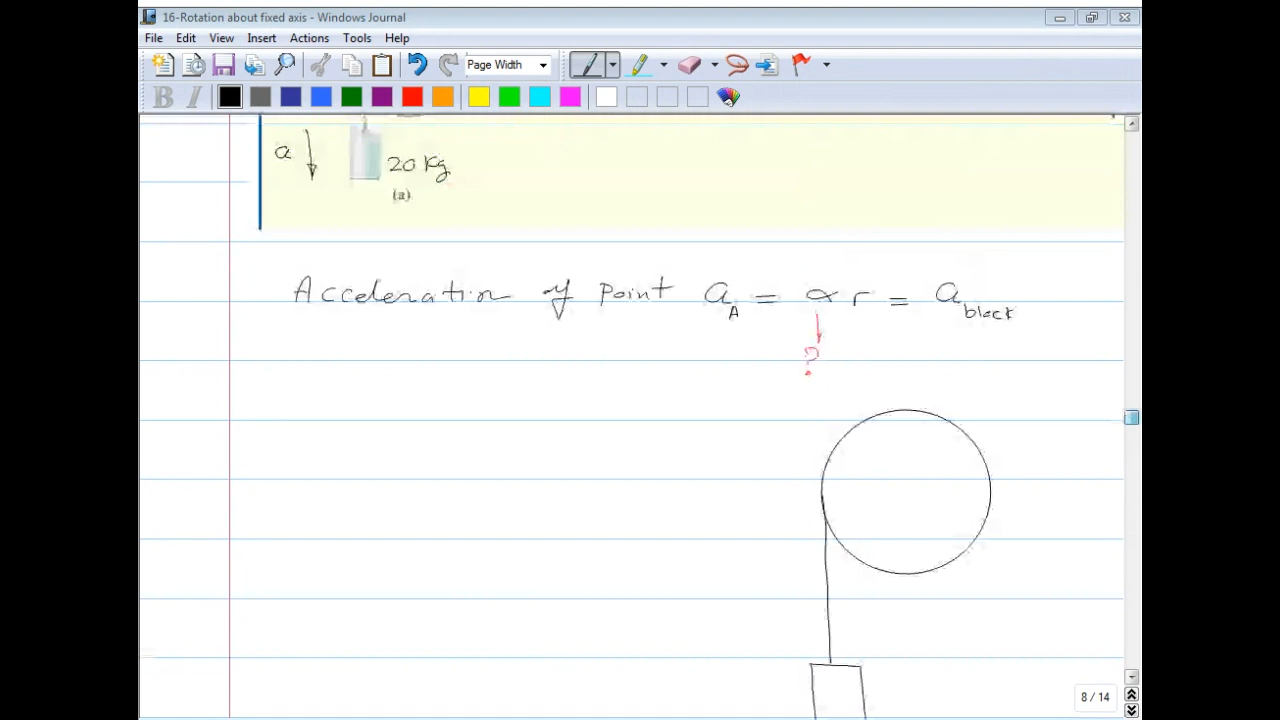 16-Rotation about fixed axis - Windows Journal
File Edit View Insert Actions Tools Help
Page Width
B I
a
20 Kg
(a)
Acceleration of point a_A = α r = a_block
?
8 / 14